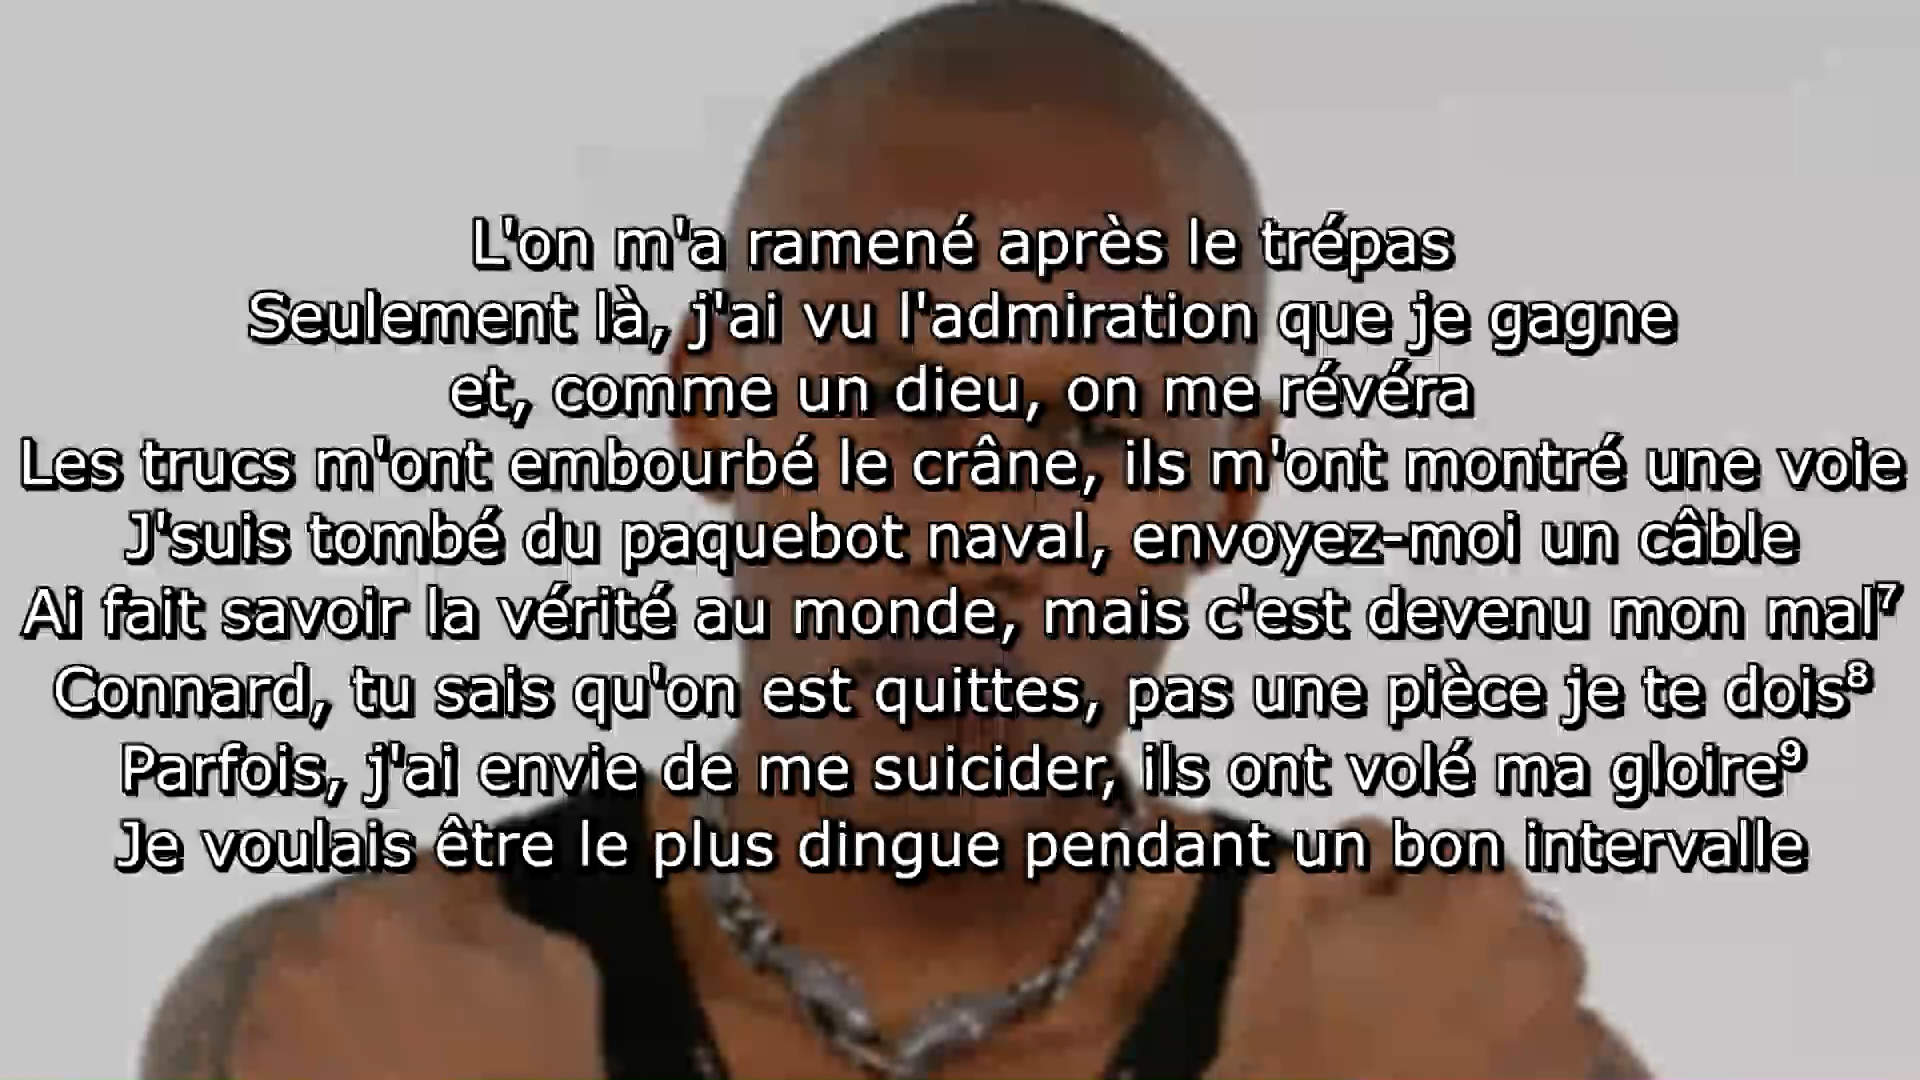 L'on m'a ramené après le trépas
Seulement là, j'ai vu l'admiration que je gagne
et, comme un dieu, on me révéra
Les trucs m'ont embourbé le crâne, ils m'ont montré une voie
J'suis tombé du paquebot naval, envoyez-moi un câble
Ai fait savoir la vérité au monde, mais c'est devenu mon mal⁷
Connard, tu sais qu'on est quittes, pas une pièce je te dois⁸
Parfois, j'ai envie de me suicider, ils ont volé ma gloire⁹
Je voulais être le plus dingue pendant un bon intervalle